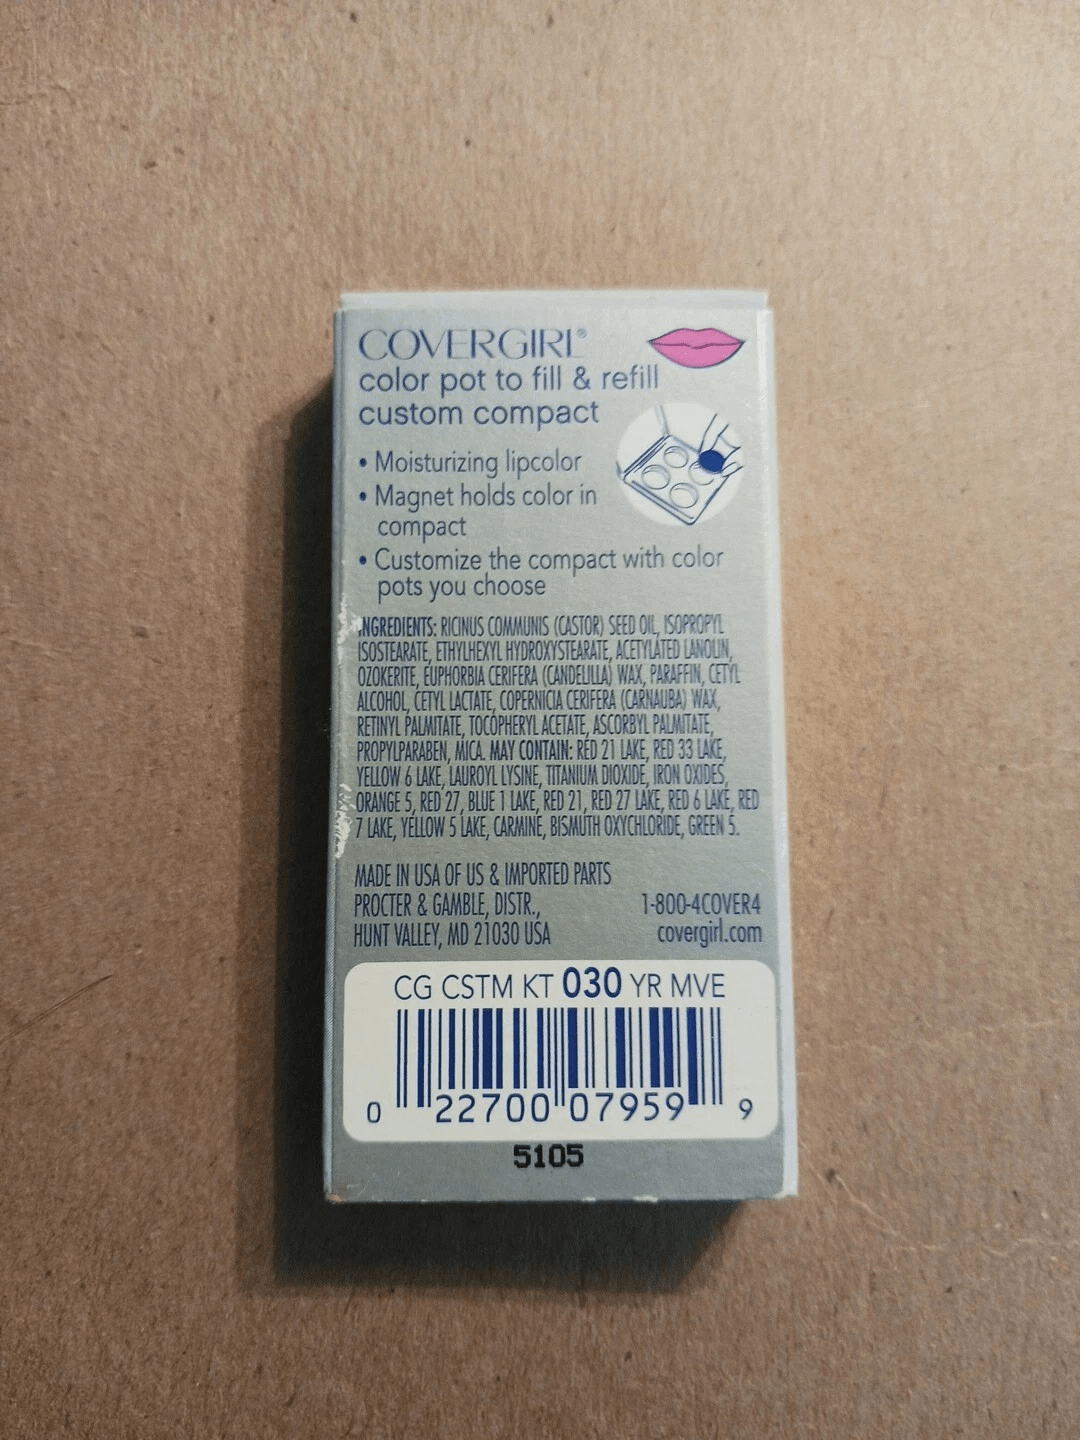 COVERGIRL®
color pot to fill & refill
custom compact
• Moisturizing lipcolor
• Magnet holds color in
compact
• Customize the compact with color
pots you choose
INGREDIENTS: RICINUS COMMUNIS (CASTOR) SEED OIL, ISOPROPYL
ISOSTEARATE, ETHYLHEXYL HYDROXYSTEARATE, ACETYLATED LANOLIN,
OZOKERITE, EUPHORBIA CERIFERA (CANDELILLA) WAX, PARAFFIN, CETYL
ALCOHOL, CETYL LACTATE, COPERNICIA CERIFERA (CARNAUBA) WAX,
RETINYL PALMITATE, TOCOPHERYL ACETATE, ASCORBYL PALMITATE,
PROPYLPARABEN, MICA. MAY CONTAIN: RED 21 LAKE, RED 33 LAKE,
YELLOW 6 LAKE, LAUROYL LYSINE, TITANIUM DIOXIDE, IRON OXIDES,
ORANGE 5, RED 27, BLUE 1 LAKE, RED 21, RED 27 LAKE, RED 6 LAKE, RED
7 LAKE, YELLOW 5 LAKE, CARMINE, BISMUTH OXYCHLORIDE, GREEN 5.
MADE IN USA OF US & IMPORTED PARTS
PROCTER & GAMBLE, DISTR., 1-800-4COVER4
HUNT VALLEY, MD 21030 USA covergirl.com
CG CSTM KT 030 YR MVE
0 22700 07959 9
5105